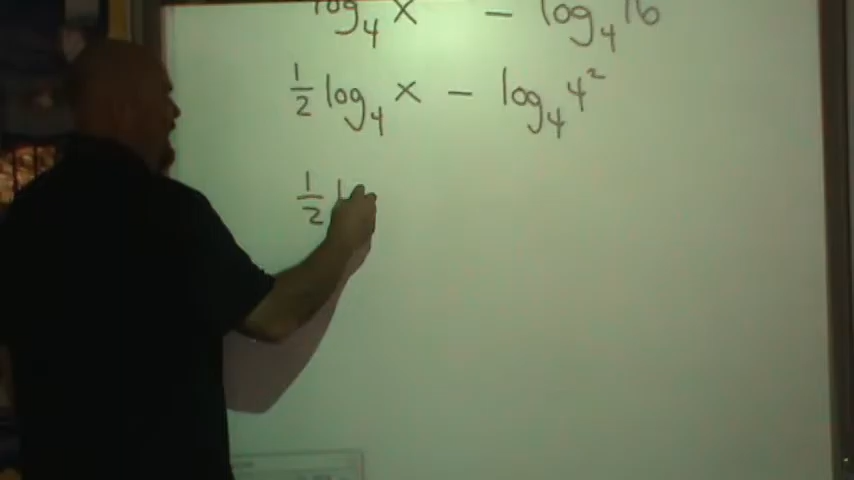 log₄ x − log₄ 16
½ log₄ x − log₄ 4²
½ l